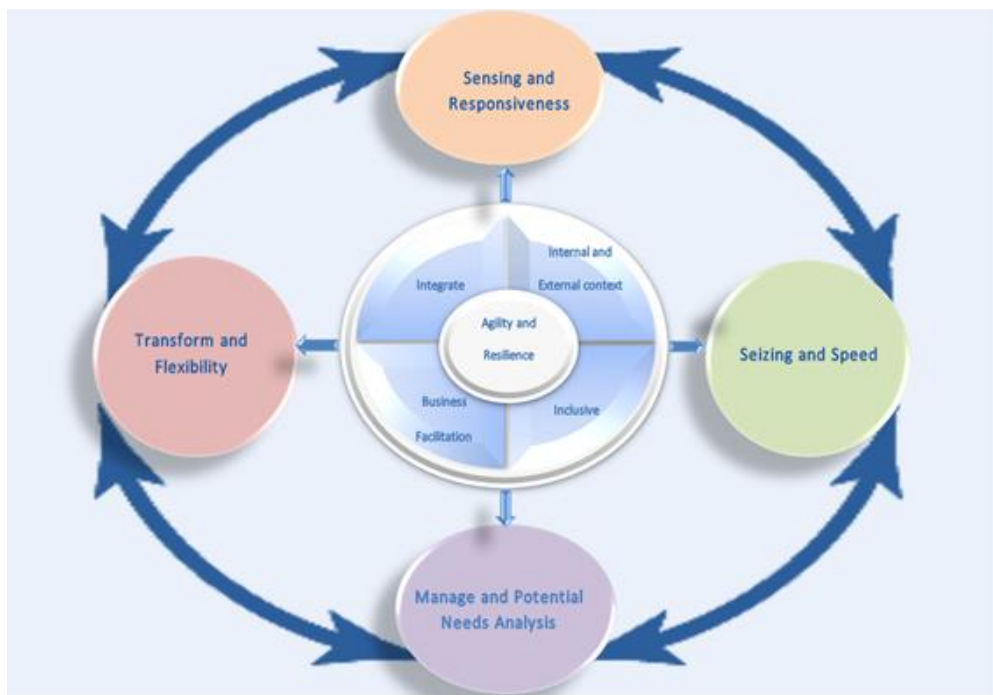 Sensing and
Responsiveness
Internal and
External context
Integrate
Agility and
Resilience
Transform and
Flexibility
Seizing and Speed
Business
Facilitation
Inclusive
Manage and Potential
Needs Analysis